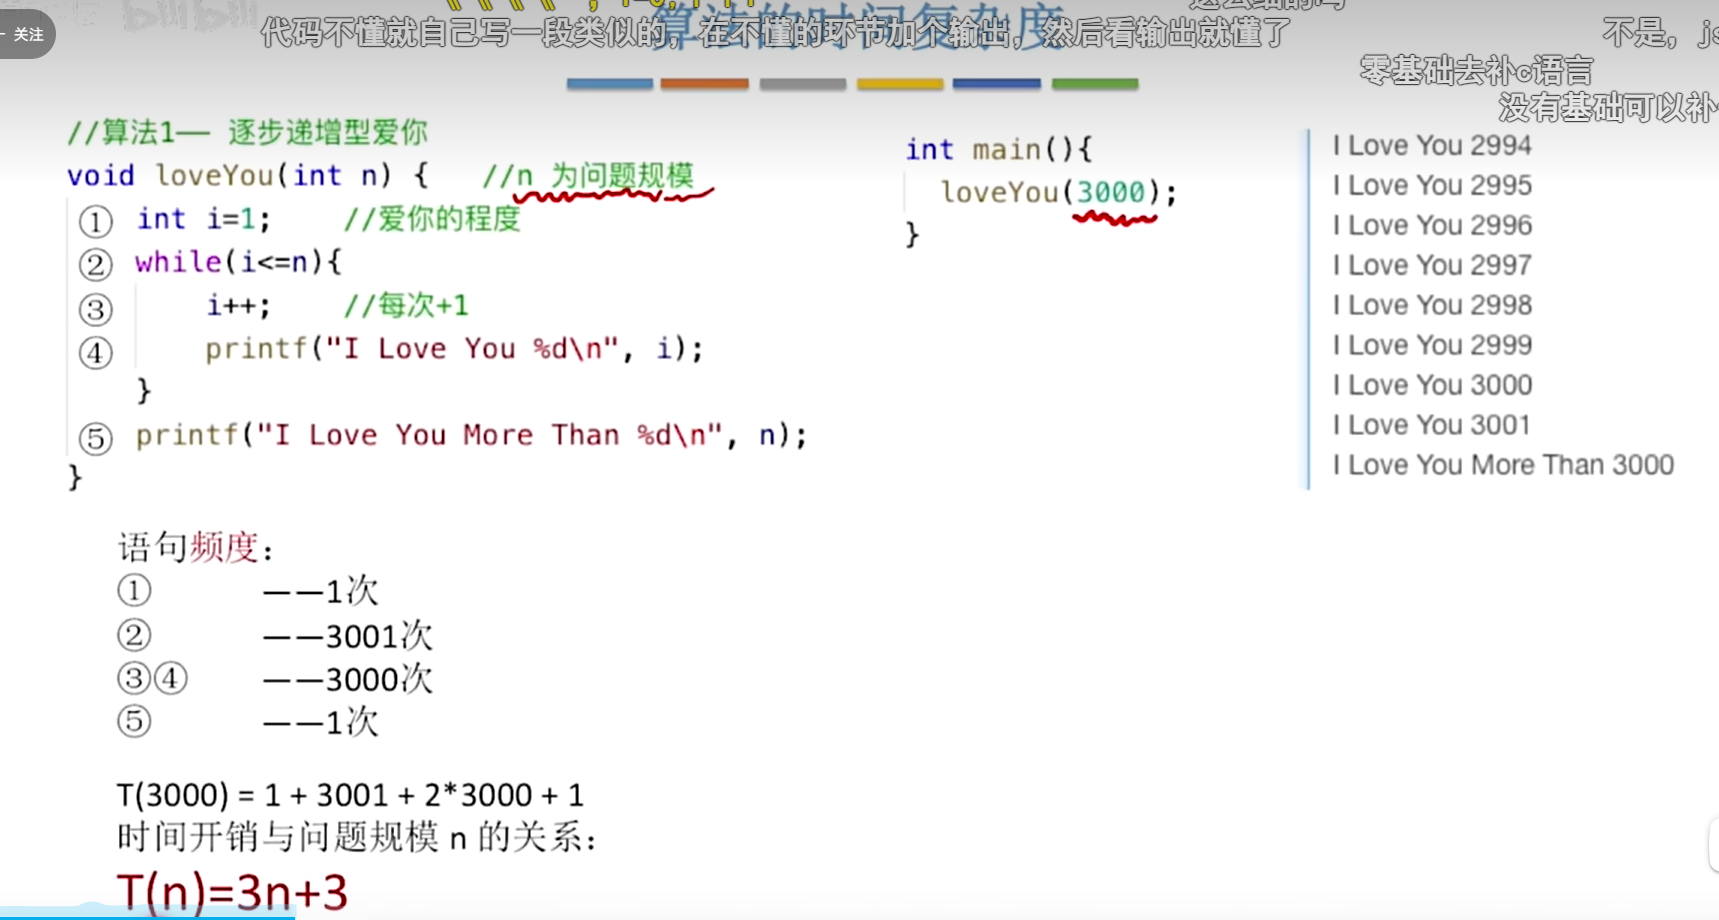 算法的时间复杂度
代码不懂就自己写一段类似的，在不懂的环节加个输出，然后看输出就懂了
不是，js
关注
零基础去补c语言
没有基础可以补
//算法1—— 逐步递增型爱你
void loveYou(int n) {   //n 为问题规模
① int i=1;    //爱你的程度
② while(i<=n){
③ i++;    //每次+1
④ printf("I Love You %d\n", i);
}
⑤ printf("I Love You More Than %d\n", n);
}
int main(){
loveYou(3000);
}
I Love You 2994
I Love You 2995
I Love You 2996
I Love You 2997
I Love You 2998
I Love You 2999
I Love You 3000
I Love You 3001
I Love You More Than 3000
语句频度：
① ——1次
② ——3001次
③④ ——3000次
⑤ ——1次
T(3000) = 1 + 3001 + 2*3000 + 1
时间开销与问题规模 n 的关系：
T(n)=3n+3